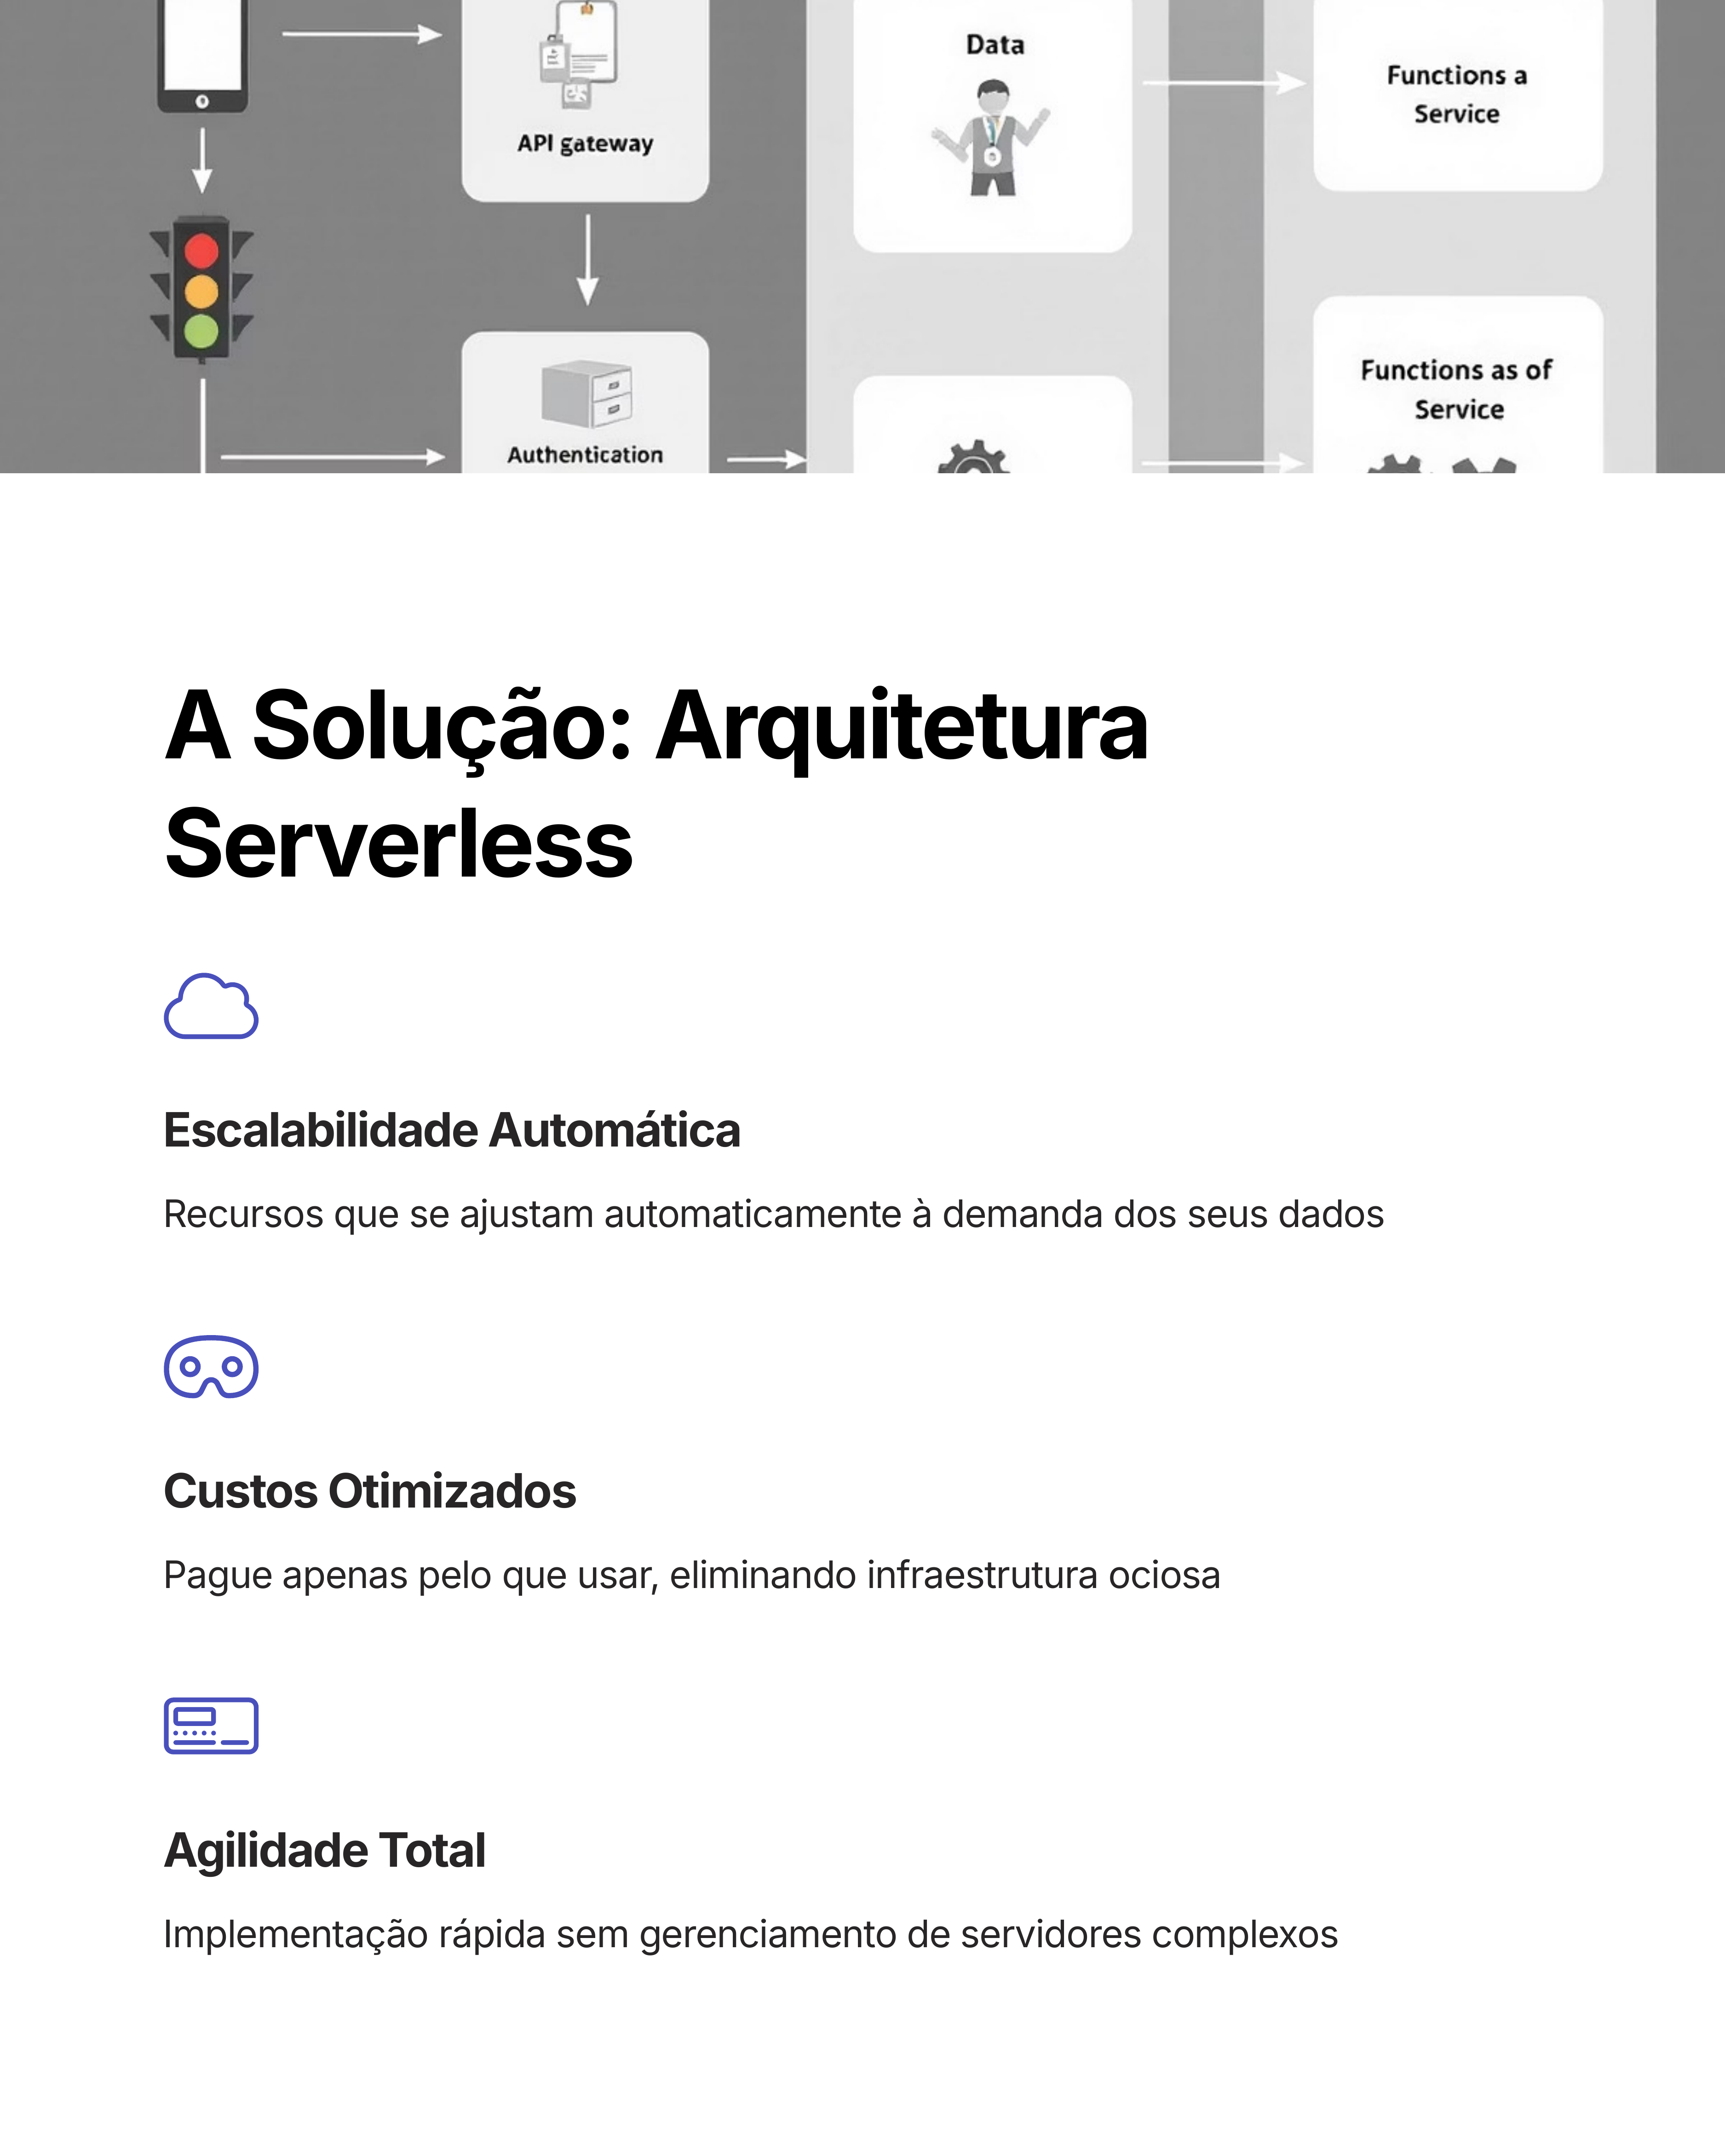 API gateway
Data
Functions a
Service
Authentication
Functions as of
Service
A Solução: Arquitetura
Serverless
Escalabilidade Automática
Recursos que se ajustam automaticamente à demanda dos seus dados
Custos Otimizados
Pague apenas pelo que usar, eliminando infraestrutura ociosa
Agilidade Total
Implementação rápida sem gerenciamento de servidores complexos